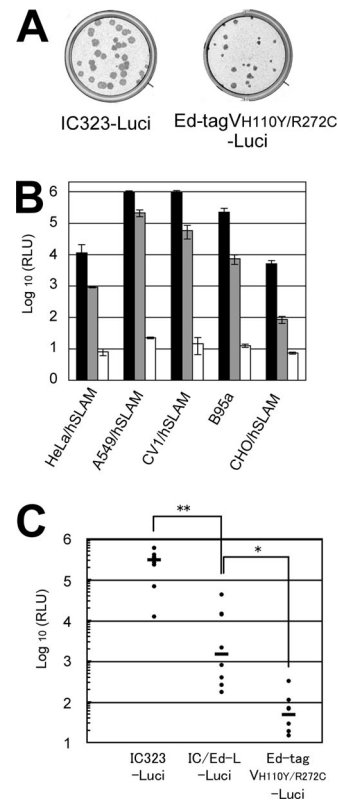 A
IC323-Luci
Ed-tagVH110Y/R272C
-Luci
B
Log 10 (RLU)
6
5
4
3
2
1
0
HeLa/hSLAM
A549/hSLAM
CV1/hSLAM
B95a
CHO/hSLAM
C
**
*
Log 10 (RLU)
6
5
4
3
2
1
IC323
-Luci
IC/Ed-L
-Luci
Ed-tag
VH110Y/R272C
-Luci